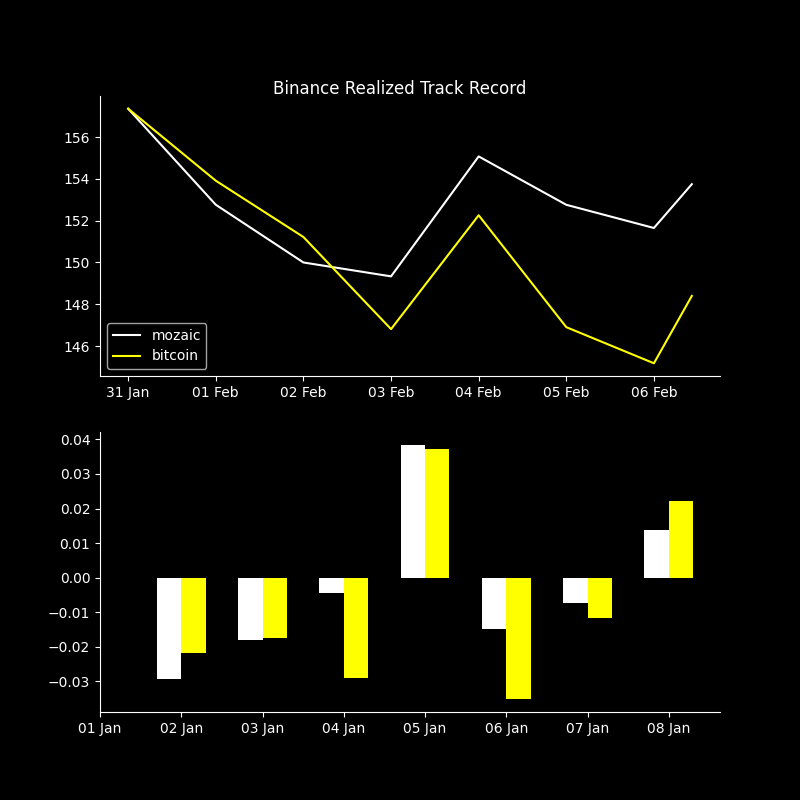 Binance Realized Track Record
156
154
152
150
148
146
mozaic
bitcoin
31 Jan 01 Feb 02 Feb 03 Feb 04 Feb 05 Feb 06 Feb
0.04
0.03
0.02
0.01
0.00
−0.01
−0.02
−0.03
01 Jan 02 Jan 03 Jan 04 Jan 05 Jan 06 Jan 07 Jan 08 Jan